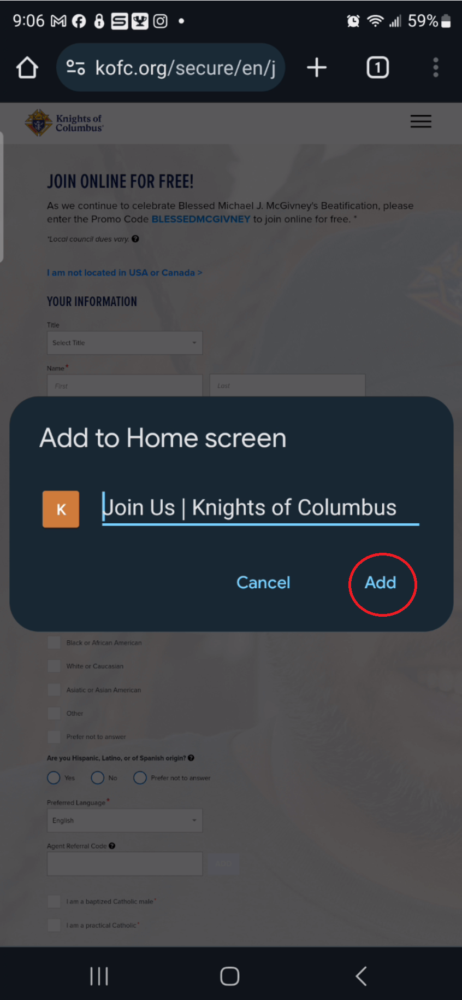 9:06 59%
kofc.org/secure/en/j 1
Knights of
Columbus
JOIN ONLINE FOR FREE!
As we continue to celebrate Blessed Michael J. McGivney's Beatification, please
enter the Promo Code BLESSEDMCGIVNEY to join online for free. *
*Local council dues vary. ?
I am not located in USA or Canada >
YOUR INFORMATION
Title
Select Title
Name*
First Last
Add to Home screen
K Join Us | Knights of Columbus
Cancel Add
Black or African American
White or Caucasian
Asiatic or Asian American
Other
Prefer not to answer
Are you Hispanic, Latino, or of Spanish origin? ?
Yes No Prefer not to answer
Preferred Language*
English
Agent Referral Code ?
I am a baptized Catholic male*
I am a practical Catholic*